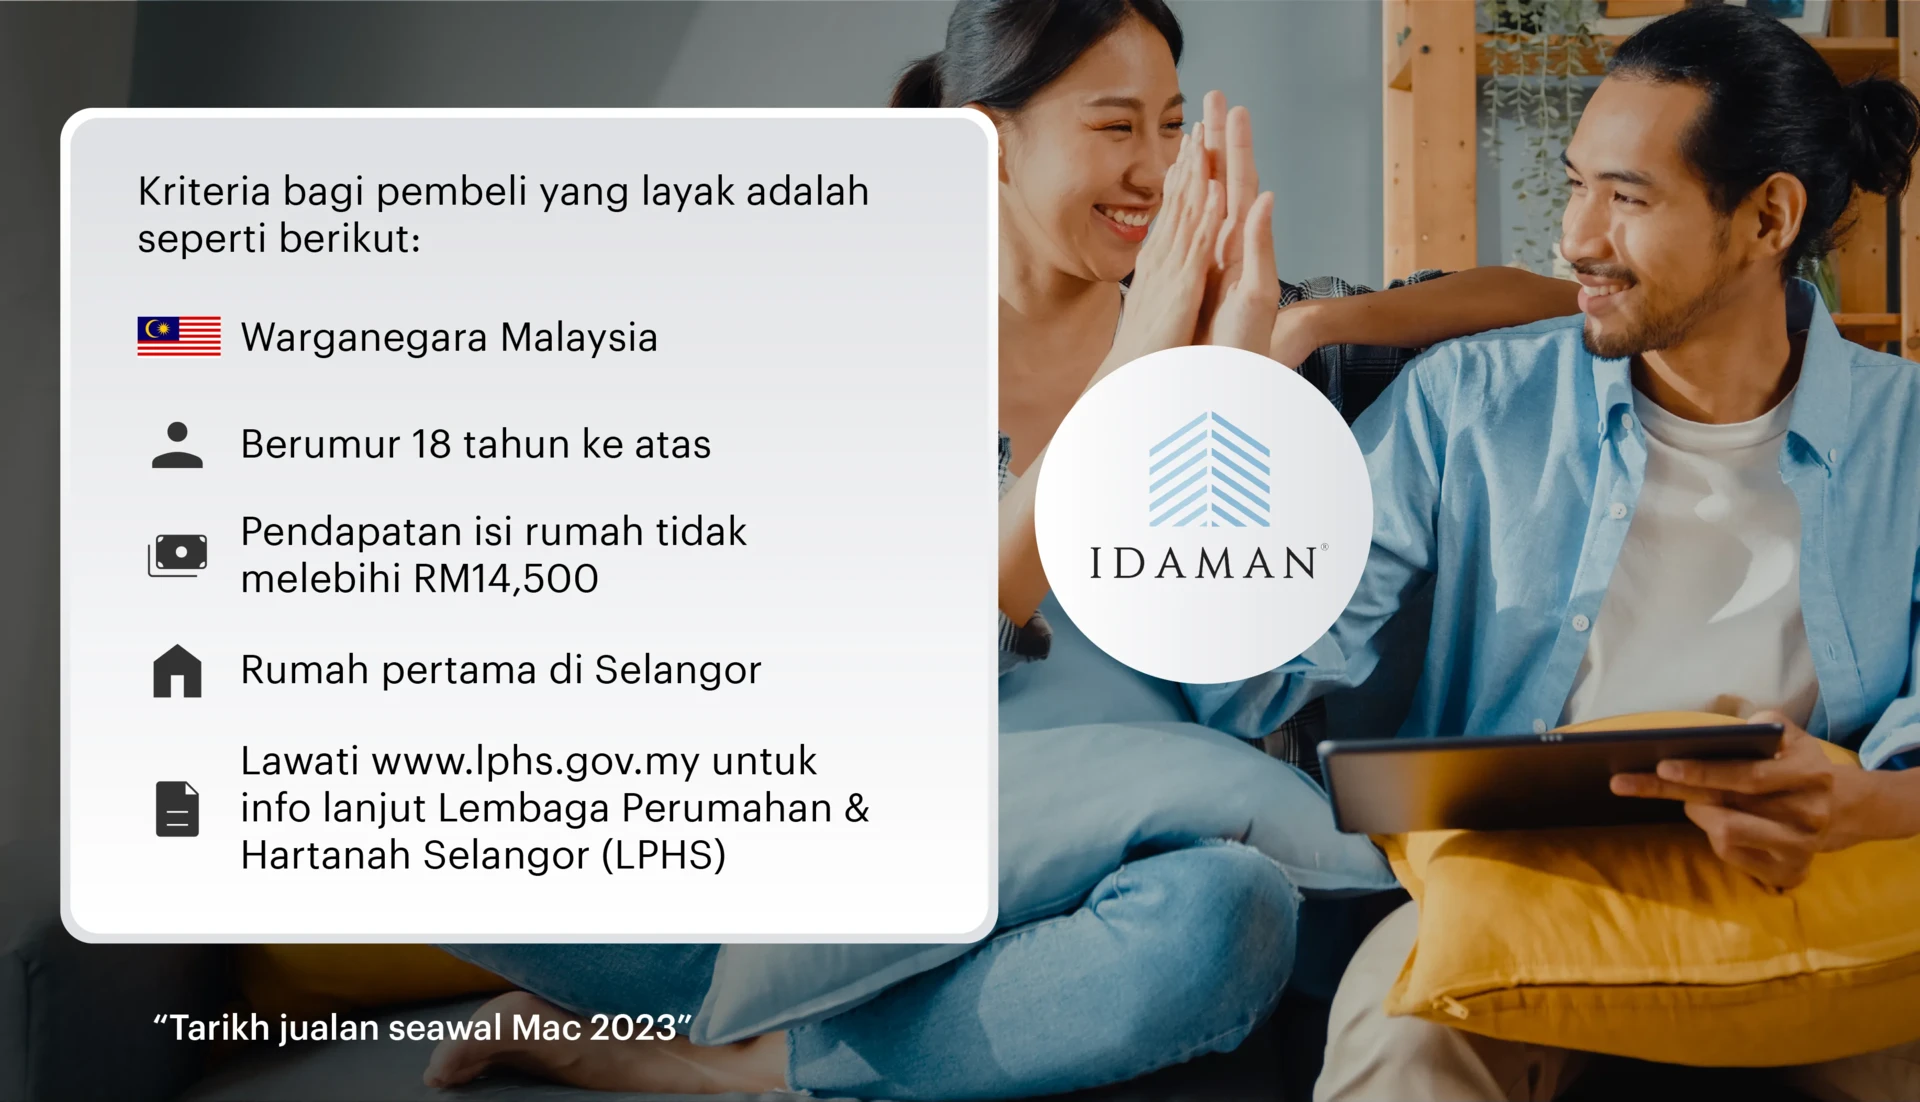 Kriteria bagi pembeli yang layak adalah
seperti berikut:
Warganegara Malaysia
Berumur 18 tahun ke atas
Pendapatan isi rumah tidak
melebihi RM14,500
Rumah pertama di Selangor
Lawati www.lphs.gov.my untuk
info lanjut Lembaga Perumahan &
Hartanah Selangor (LPHS)
IDAMAN®
“Tarikh jualan seawal Mac 2023”